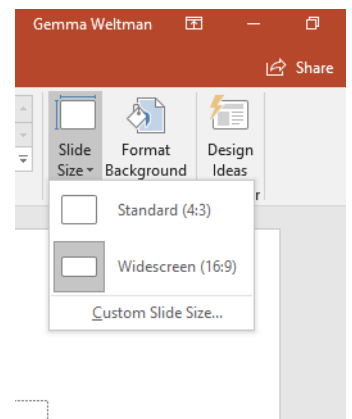 Gemma Weltman
Share
Slide Size
Format Background
Design Ideas
r
Standard (4:3)
Widescreen (16:9)
Custom Slide Size...